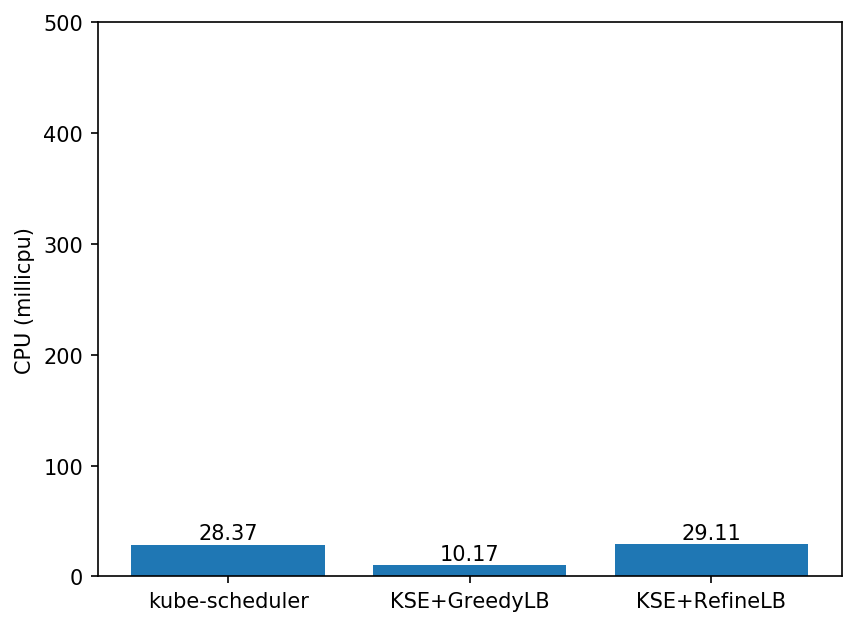 500
400
300
200
100
0
CPU (millicpu)
28.37
10.17
29.11
kube-scheduler
KSE+GreedyLB
KSE+RefineLB